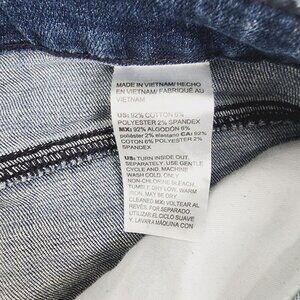 MADE IN VIETNAM/ HECHO
EN VIETNAM/ FABRIQUÉ AU
VIETNAM
US: 92% COTTON 6%
POLYESTER 2% SPANDEX
MX: 92% ALGODÓN 6%
poliéster 2% elastano CA: 92%
COTON 6% POLYESTER 2%
SPANDEX
US: TURN INSIDE OUT,
SEPARATELY, USE GENTLE
CYCLE AND, MACHINE
WASH COLD, ONLY
NON-CHLORINE BLEACH,
TUMBLE DRY LOW, WARM
IRON, MAY BE DRY
CLEANED MX: VOLTEAR AL
REVÉS, POR SEPARADO,
UTILIZAR EL CICLO SUAVE
Y, LAVAR A MÁQUINA CON